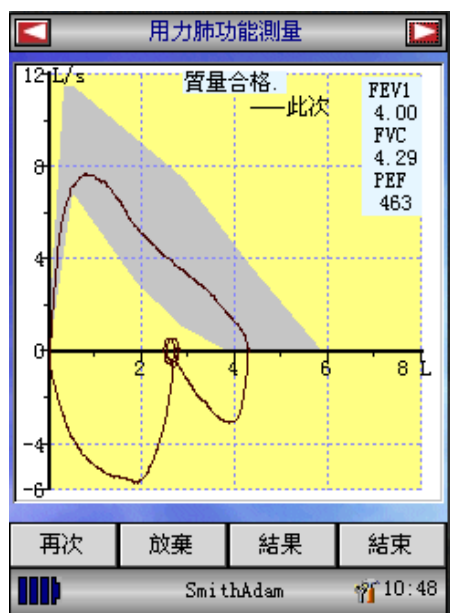 用力肺功能測量
12 L/s
質量合格.
此次
FEV1
4.00
FVC
4.29
PEF
463
8
4
0
2 4 6 8 L
-4
-6
再次 放棄 結果 結束
SmithAdam 10:48